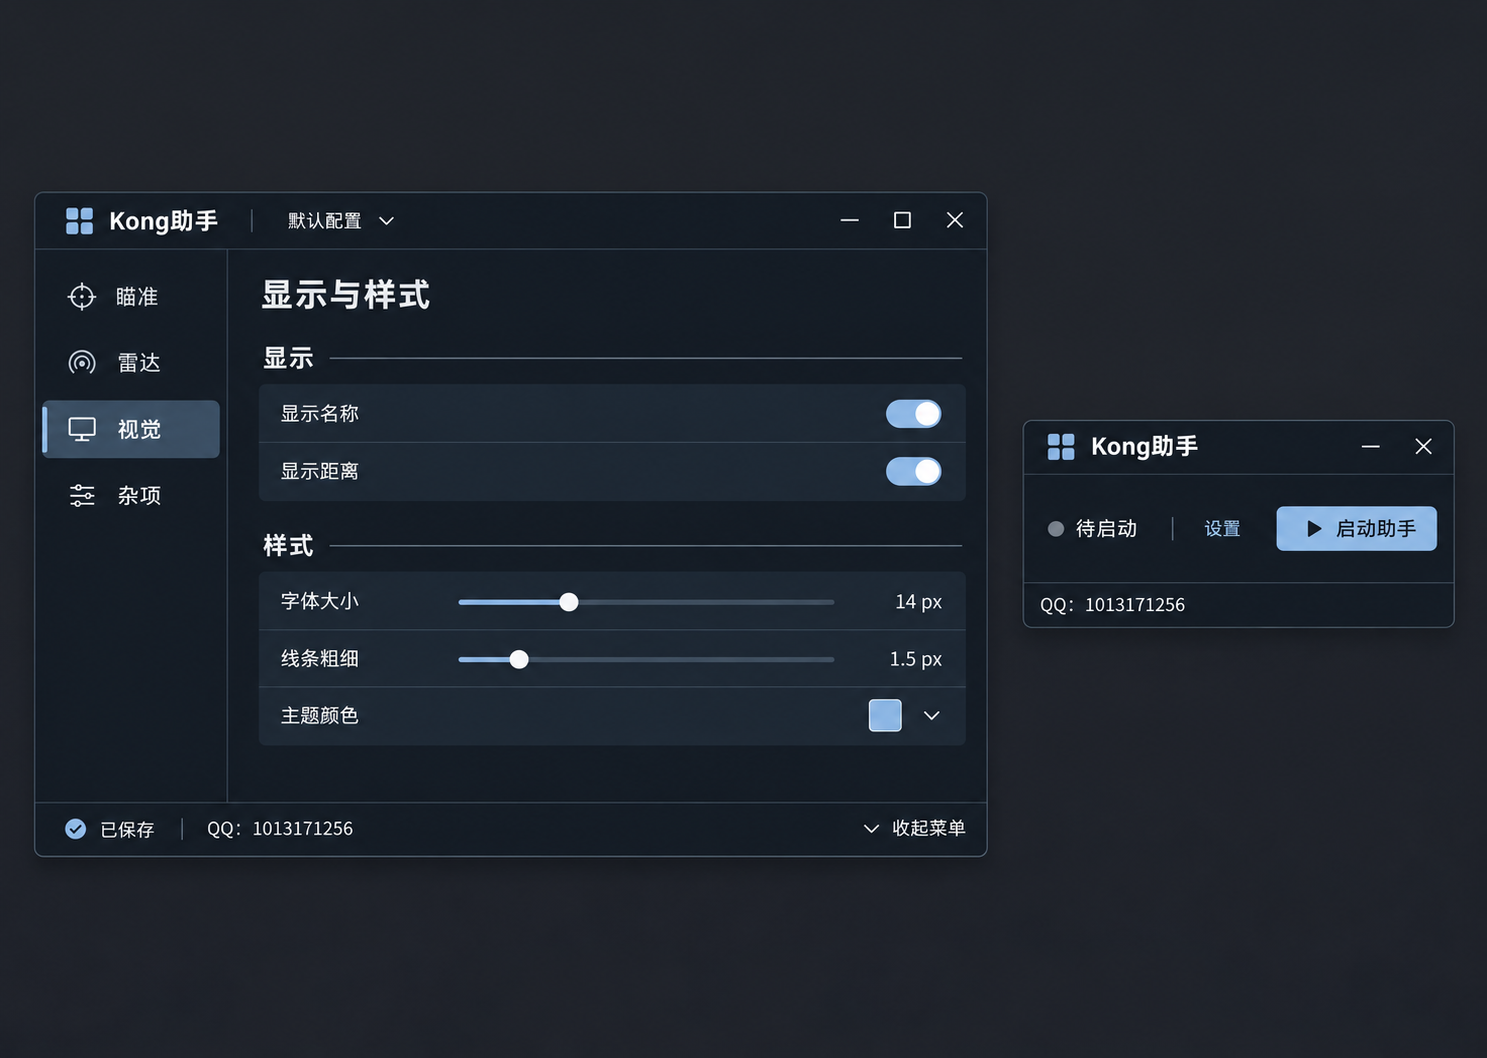 Kong助手
默认配置
瞄准
雷达
视觉
杂项
显示与样式
显示
显示名称
显示距离
样式
字体大小
14 px
线条粗细
1.5 px
主题颜色
已保存
QQ：1013171256
收起菜单
Kong助手
待启动
设置
启动助手
QQ：1013171256